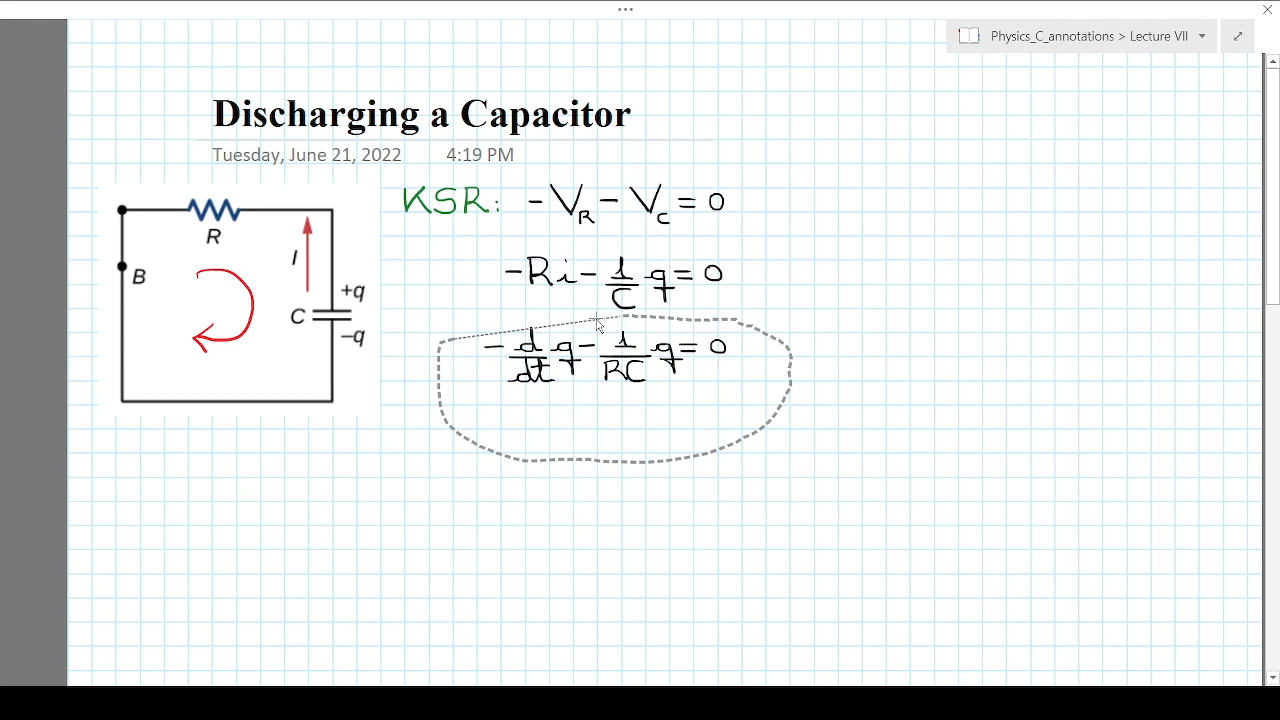 Physics_C_annotations > Lecture VII
Discharging a Capacitor
Tuesday, June 21, 2022 4:19 PM
KSR: -V_R - V_C = 0
-Ri - 1/C q = 0
-d/dt q - 1/RC q = 0
R
I
B
+q
C
-q